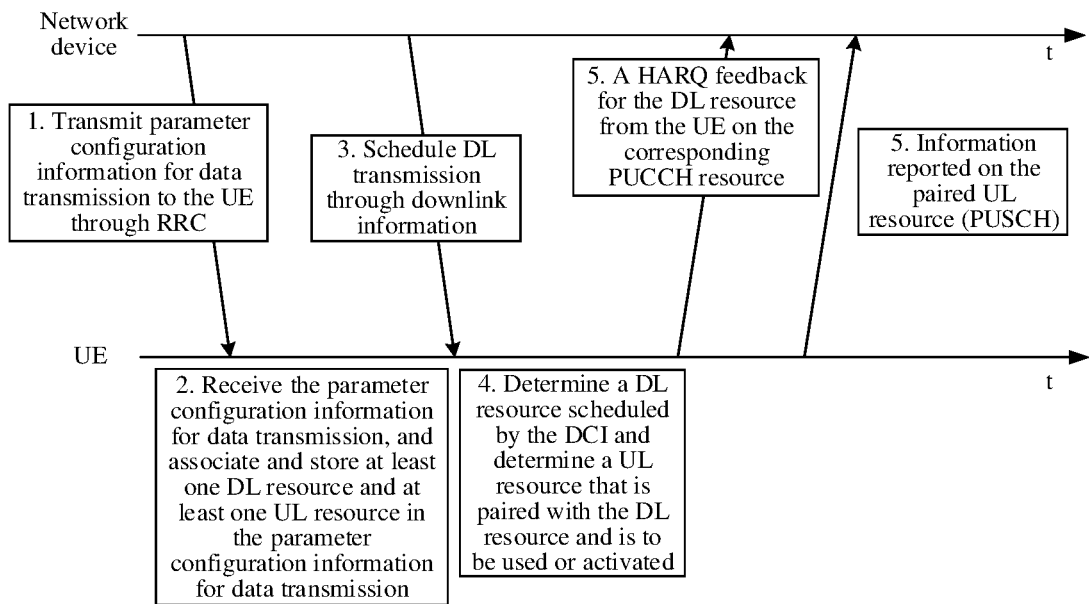 Network
device
t
1. Transmit parameter
configuration
information for data
transmission to the UE
through RRC
3. Schedule DL
transmission
through downlink
information
5. A HARQ feedback
for the DL resource
from the UE on the
corresponding
PUCCH resource
5. Information
reported on the
paired UL
resource (PUSCH)
UE
t
2. Receive the parameter
configuration information
for data transmission, and
associate and store at least
one DL resource and at
least one UL resource in
the parameter
configuration information
for data transmission
4. Determine a DL
resource scheduled
by the DCI and
determine a UL
resource that is
paired with the DL
resource and is to
be used or activated